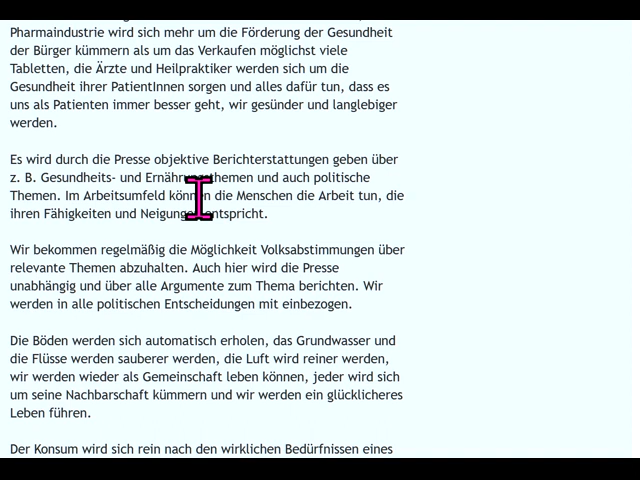 Pharmaindustrie wird sich mehr um die Förderung der Gesundheit
der Bürger kümmern als um das Verkaufen möglichst viele
Tabletten, die Ärzte und Heilpraktiker werden sich um die
Gesundheit ihrer PatientInnen sorgen und alles dafür tun, dass es
uns als Patienten immer besser geht, wir gesünder und langlebiger
werden.
Es wird durch die Presse objektive Berichterstattungen geben über
z. B. Gesundheits- und Ernährungsthemen und auch politische
Themen. Im Arbeitsumfeld können die Menschen die Arbeit tun, die
ihren Fähigkeiten und Neigungen entspricht.
Wir bekommen regelmäßig die Möglichkeit Volksabstimmungen über
relevante Themen abzuhalten. Auch hier wird die Presse
unabhängig und über alle Argumente zum Thema berichten. Wir
werden in alle politischen Entscheidungen mit einbezogen.
Die Böden werden sich automatisch erholen, das Grundwasser und
die Flüsse werden sauberer werden, die Luft wird reiner werden,
wir werden wieder als Gemeinschaft leben können, jeder wird sich
um seine Nachbarschaft kümmern und wir werden ein glücklicheres
Leben führen.
Der Konsum wird sich rein nach den wirklichen Bedürfnissen eines